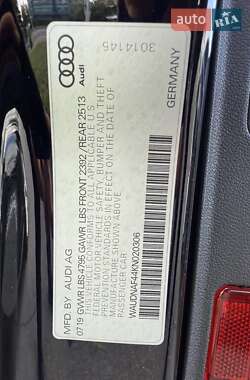 AUTO.RIA
Audi
30141145
GERMANY
MFG BY AUDI AG
07.19 GVWR LBS 4795 GAWR LBS FRONT 2392 /REAR 2513
THIS VEHICLE CONFORMS TO ALL APPLICABLE U.S.
FEDERAL MOTOR VEHICLE SAFETY, BUMPER AND THEFT
PREVENTION STANDARDS IN EFFECT ON THE DATE OF
MANUFACTURE SHOWN ABOVE
WAUDNAF44KN020306
PASSENGER CAR